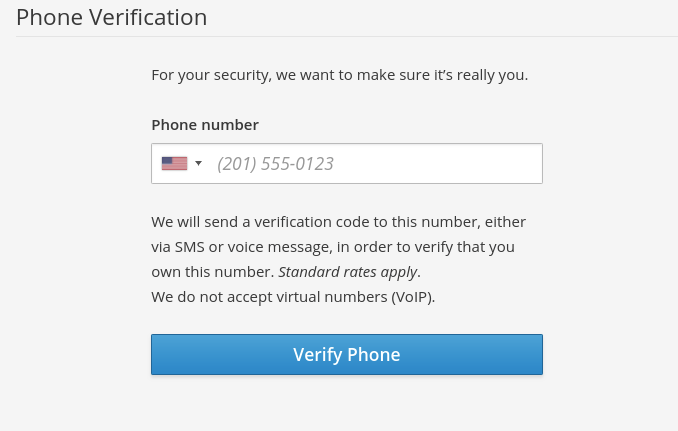 Phone Verification
For your security, we want to make sure it’s really you.
Phone number
(201) 555-0123
We will send a verification code to this number, either
via SMS or voice message, in order to verify that you
own this number. Standard rates apply.
We do not accept virtual numbers (VoIP).
Verify Phone